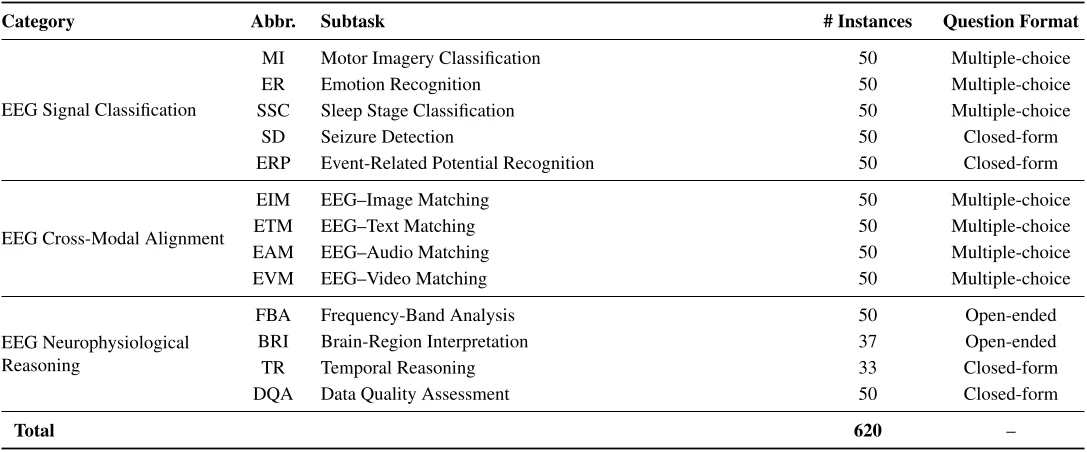 Category Abbr. Subtask # Instances Question Format
EEG Signal Classification
MI Motor Imagery Classification 50 Multiple-choice
ER Emotion Recognition 50 Multiple-choice
SSC Sleep Stage Classification 50 Multiple-choice
SD Seizure Detection 50 Closed-form
ERP Event-Related Potential Recognition 50 Closed-form
EEG Cross-Modal Alignment
EIM EEG–Image Matching 50 Multiple-choice
ETM EEG–Text Matching 50 Multiple-choice
EAM EEG–Audio Matching 50 Multiple-choice
EVM EEG–Video Matching 50 Multiple-choice
EEG Neurophysiological
Reasoning
FBA Frequency-Band Analysis 50 Open-ended
BRI Brain-Region Interpretation 37 Open-ended
TR Temporal Reasoning 33 Closed-form
DQA Data Quality Assessment 50 Closed-form
Total 620 –